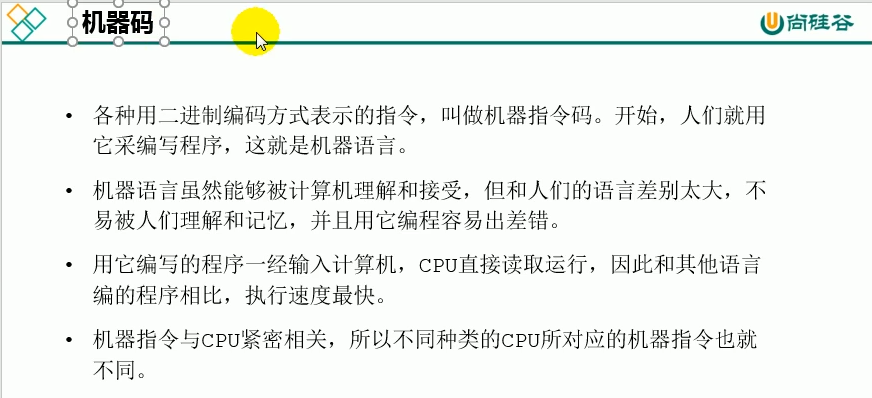 机器码
尚硅谷
• 各种用二进制编码方式表示的指令，叫做机器指令码。开始，人们就用
它采编写程序，这就是机器语言。
• 机器语言虽然能够被计算机理解和接受，但和人们的语言差别太大，不
易被人们理解和记忆，并且用它编程容易出差错。
• 用它编写的程序一经输入计算机，CPU直接读取运行，因此和其他语言
编的程序相比，执行速度最快。
• 机器指令与CPU紧密相关，所以不同种类的CPU所对应的机器指令也就
不同。